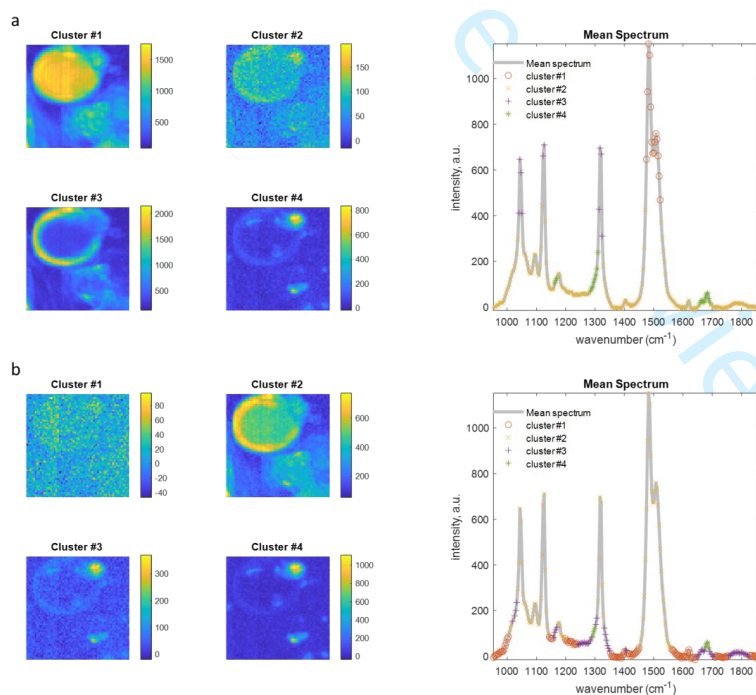 a
Cluster #1
Cluster #2
Mean Spectrum
1500
1000
500
150
100
50
0
Mean spectrum
cluster#1
cluster #2
cluster #3
cluster #4
1000
800
600
400
200
0
intensity, a.u.
1000 1100 1200 1300 1400 1500 1600 1700 1800
wavenumber (cm-1)
Cluster #3
Cluster #4
2000
1500
1000
500
800
600
400
200
0
b
Cluster #1
Cluster #2
Mean Spectrum
80
60
40
20
0
-20
-40
600
400
200
Mean spectrum
cluster#1
cluster #2
cluster #3
cluster #4
1000
800
600
400
200
0
intensity, a.u.
1000 1100 1200 1300 1400 1500 1600 1700 1800
wavenumber (cm-1)
Cluster #3
Cluster #4
300
200
100
0
1000
800
600
400
200
0